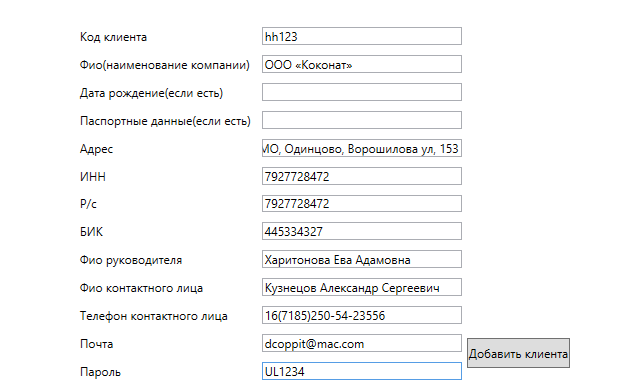 Код клиента hh123
Фио(наименование компании) ООО «Коконат»
Дата рождение(если есть)
Паспортные данные(если есть)
Адрес МО, Одинцово, Ворошилова ул, 153
ИНН 7927728472
Р/с 7927728472
БИК 445334327
Фио руководителя Харитонова Ева Адамовна
Фио контактного лица Кузнецов Александр Сергеевич
Телефон контактного лица 16(7185)250-54-23556
Почта dcoppit@mac.com
Добавить клиента
Пароль UL1234